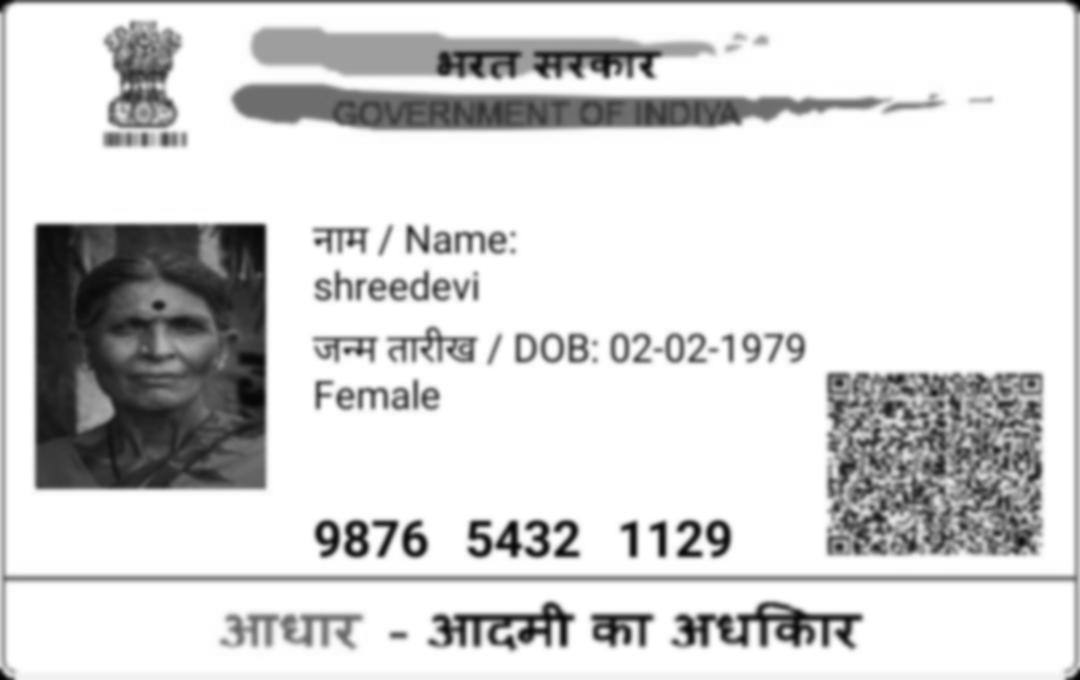 भरत सरकार
GOVERNMENT OF INDIYA
नाम / Name:
shreedevi
जन्म तारीख / DOB: 02-02-1979
Female
9876 5432 1129
आधार - आदमी का अधकिार